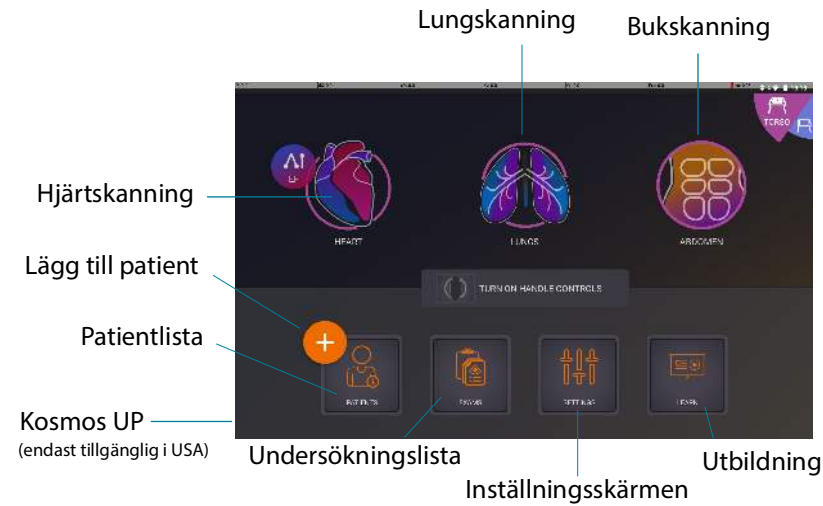 Lungskanning
Bukskanning
TORSO
Hjärtskanning
HEART
LUNGS
ABDOMEN
Lägg till patient
TURN ON HANDLE CONTROLS
Patientlista
PATIENTS
EXAMS
SETTINGS
LEARN
Kosmos UP
(endast tillgänglig i USA)
Undersökningslista
Utbildning
Inställningsskärmen